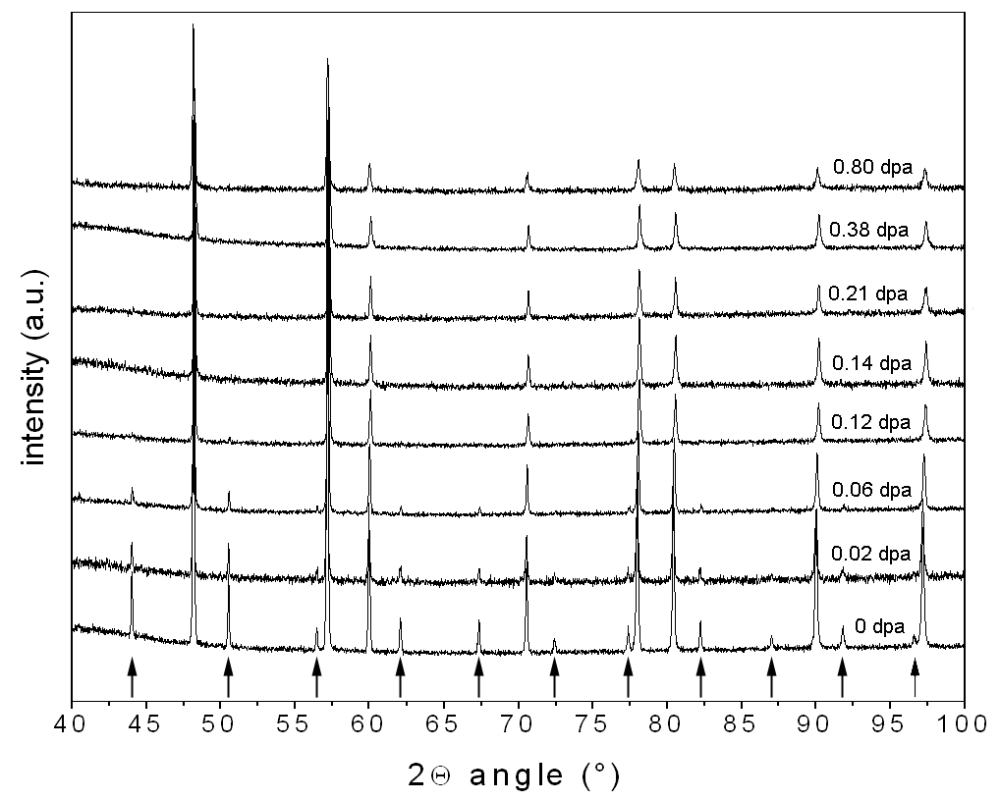 0.80 dpa
0.38 dpa
0.21 dpa
0.14 dpa
0.12 dpa
0.06 dpa
0.02 dpa
0 dpa
intensity (a.u.)
40 45 50 55 60 65 70 75 80 85 90 95 100
2Θ angle (°)